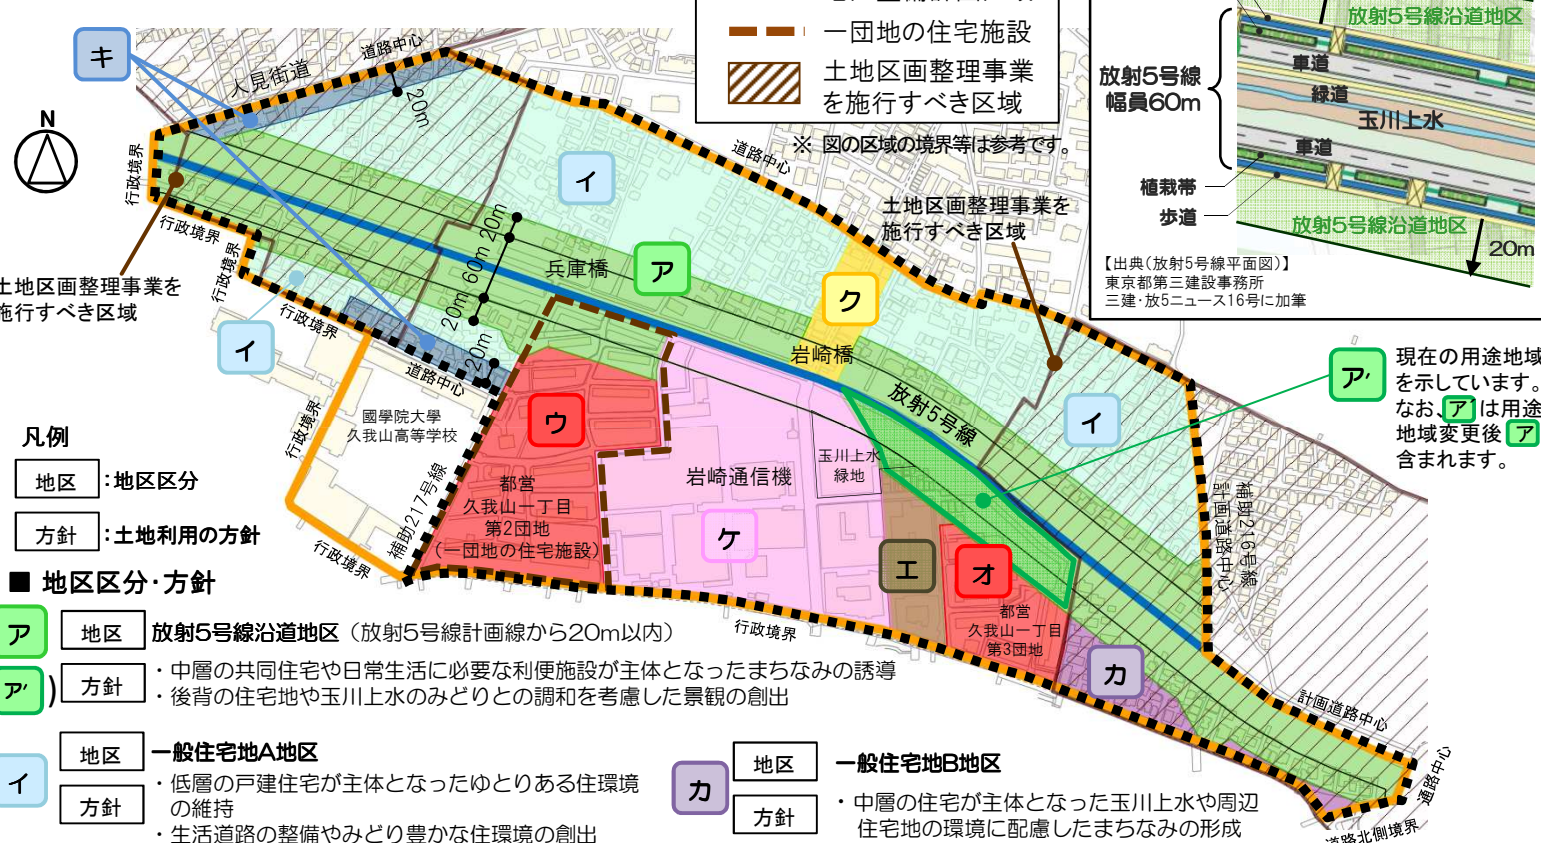 一団地の住宅施設
土地区画整理事業
を施行すべき区域
※ 図の区域の境界等は参考です。
放射5号線沿道地区
車道
緑道
玉川上水
車道
放射5号線
幅員60m
植栽帯
歩道
放射5号線沿道地区
20m
【出典(放射5号線平面図)】
東京都第三建設事務所
三建・放5ニュース16号に加筆
キ
N
人見街道
道路中心
20m
行政境界
行政境界
行政境界
土地区画整理事業を
施行すべき区域
イ
行政境界
イ
道路中心
土地区画整理事業を
施行すべき区域
20m
60m
20m
20m
兵庫橋
ア
ク
岩崎橋
放射5号線
イ
ア'
現在の用途地域
を示しています。
なお、ア'は用途
地域変更後ア
含まれます。
道路中心
國學院大學
久我山高等学校
行政境界
行政境界
補助217号線
ウ
都営
久我山一丁目
第2団地
(一団地の住宅施設)
岩崎通信機
ケ
玉川上水
緑地
エ
オ
都営
久我山一丁目
第3団地
カ
行政境界
補助216号線
計画道路中心
計画道路中心
道路中心
道路北側境界
凡例
地区 :地区区分
方針 :土地利用の方針
■ 地区区分・方針
ア 地区 放射5号線沿道地区(放射5号線計画線から20m以内)
ア') 方針 ・中層の共同住宅や日常生活に必要な利便施設が主体となったまちなみの誘導
・後背の住宅地や玉川上水のみどりとの調和を考慮した景観の創出
イ 地区 一般住宅地A地区
方針 ・低層の戸建住宅が主体となったゆとりある住環境
の維持
・生活道路の整備やみどり豊かな住環境の創出
カ 地区 一般住宅地B地区
方針 ・中層の住宅が主体となった玉川上水や周辺
住宅地の環境に配慮したまちなみの形成